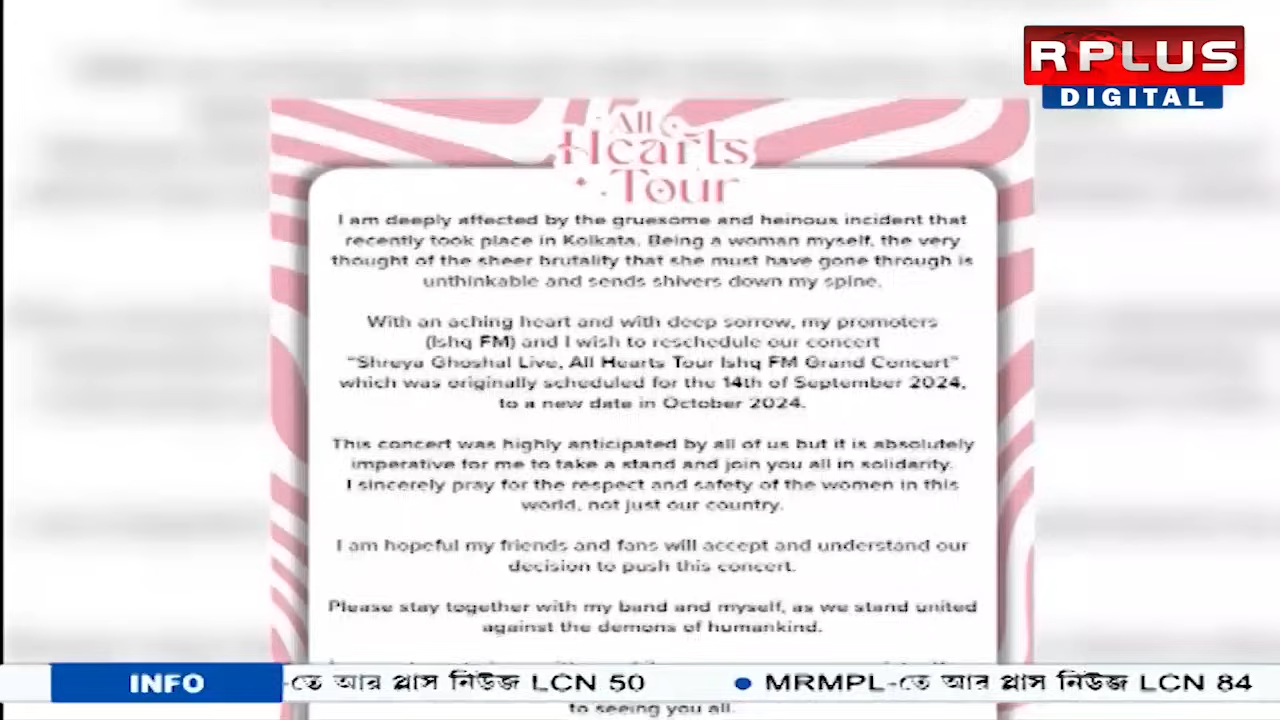 RPLUS
DIGITAL
All
Hearts
Tour
I am deeply affected by the gruesome and heinous incident that
recently took place in Kolkata. Being a woman myself, the very
thought of the sheer brutality that she must have gone through is
unthinkable and sends shivers down my spine.
With an aching heart and with deep sorrow, my promoters
(Ishq FM) and I wish to reschedule our concert
"Shreya Ghoshal Live, All Hearts Tour Ishq FM Grand Concert"
which was originally scheduled for the 14th of September 2024,
to a new date in October 2024.
This concert was highly anticipated by all of us but it is absolutely
imperative for me to take a stand and join you all in solidarity.
I sincerely pray for the respect and safety of the women in this
world, not just our country.
I am hopeful my friends and fans will accept and understand our
decision to push this concert.
Please stay together with my band and myself, as we stand united
against the demons of humankind.
INFO
-তে আর প্লাস নিউজ LCN 50 ● MRMPL-তে আর প্লাস নিউজ LCN 84
to seeing you all.